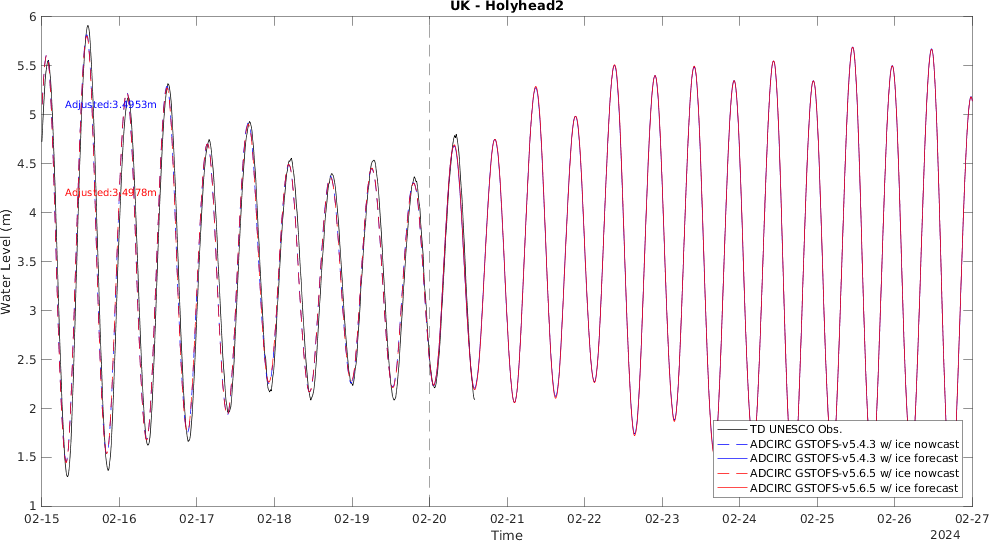 UK - Holyhead2
6
5.5
5
4.5
4
3.5
3
2.5
2
1.5
1
Water Level (m)
Adjusted:3.4953m
Adjusted:3.4978m
TD UNESCO Obs.
ADCIRC GSTOFS-v5.4.3 w/ ice nowcast
ADCIRC GSTOFS-v5.4.3 w/ ice forecast
ADCIRC GSTOFS-v5.6.5 w/ ice nowcast
ADCIRC GSTOFS-v5.6.5 w/ ice forecast
02-15 02-16 02-17 02-18 02-19 02-20 02-21 02-22 02-23 02-24 02-25 02-26 02-27
Time
2024